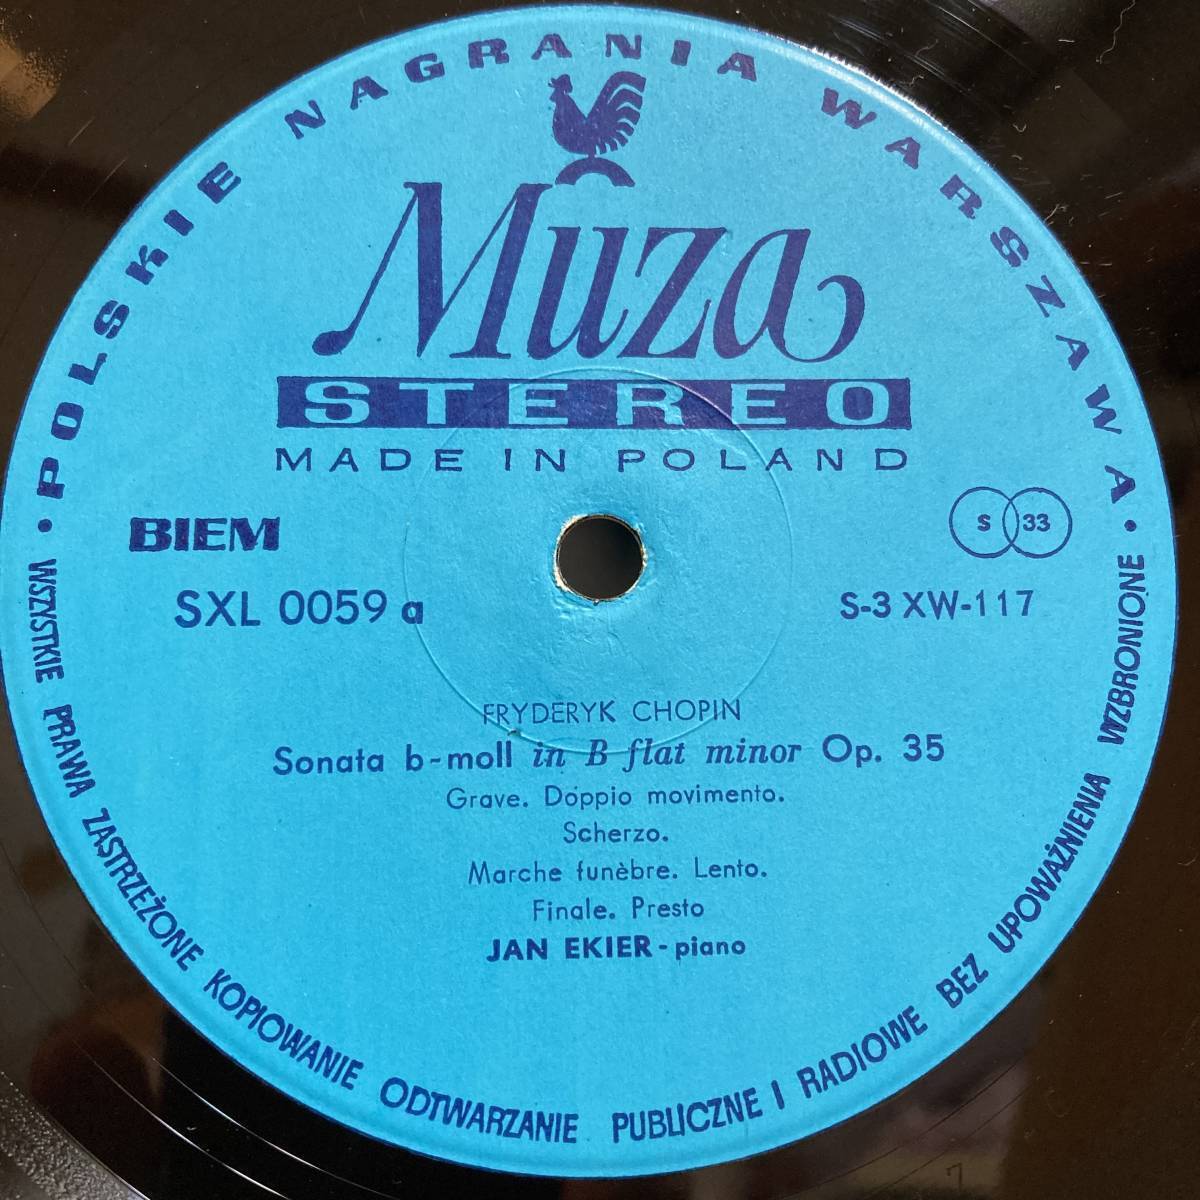 POLSKIE NAGRANIA WARSZAWA
Muza
STEREO
MADE IN POLAND
BIEM
S 33
SXL 0059 a
S-3 XW-117
FRYDERYK CHOPIN
Sonata b-moll in B flat minor Op. 35
Grave. Doppio movimento.
Scherzo.
Marche funèbre. Lento.
Finale. Presto
JAN EKIER - piano
• WSZYSTKIE PRAWA ZASTRZEŻONE KOPIOWANIE ODTWARZANIE PUBLICZNE I RADIOWE BEZ UPOWAŻNIENIA WZBRONIONE •
7